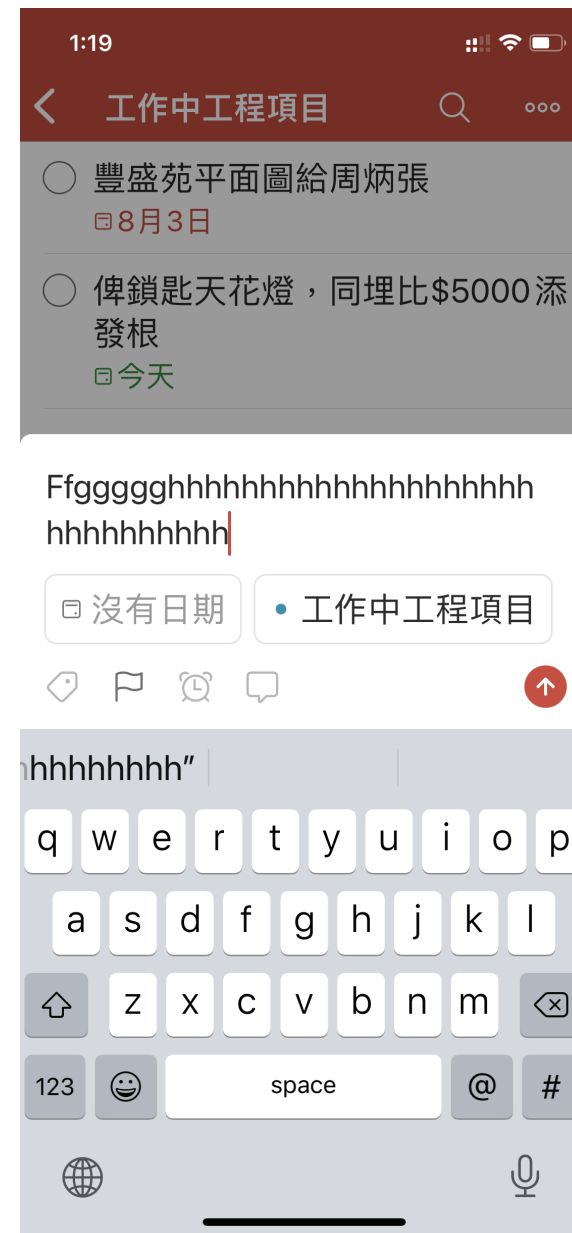 1:19
工作中工程項目
豐盛苑平面圖給周炳張
8月3日
俾鎖匙天花燈，同埋比$5000添
發根
今天
Ffggggghhhhhhhhhhhhhhhhhhhh
hhhhhhhhhh
沒有日期
工作中工程項目
hhhhhhhhh”
q w e r t y u i o p
a s d f g h j k l
z x c v b n m
123 space @ #